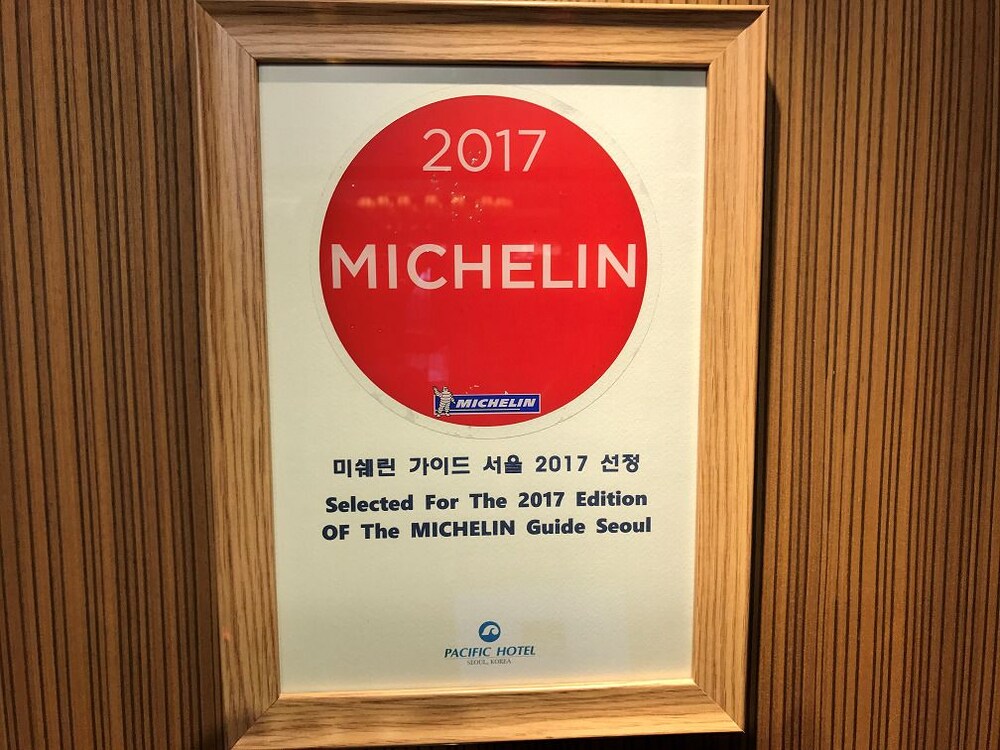 2017
MICHELIN
MICHELIN
미쉐린 가이드 서울 2017 선정
Selected For The 2017 Edition
OF The MICHELIN Guide Seoul
PACIFIC HOTEL
SEOUL, KOREA